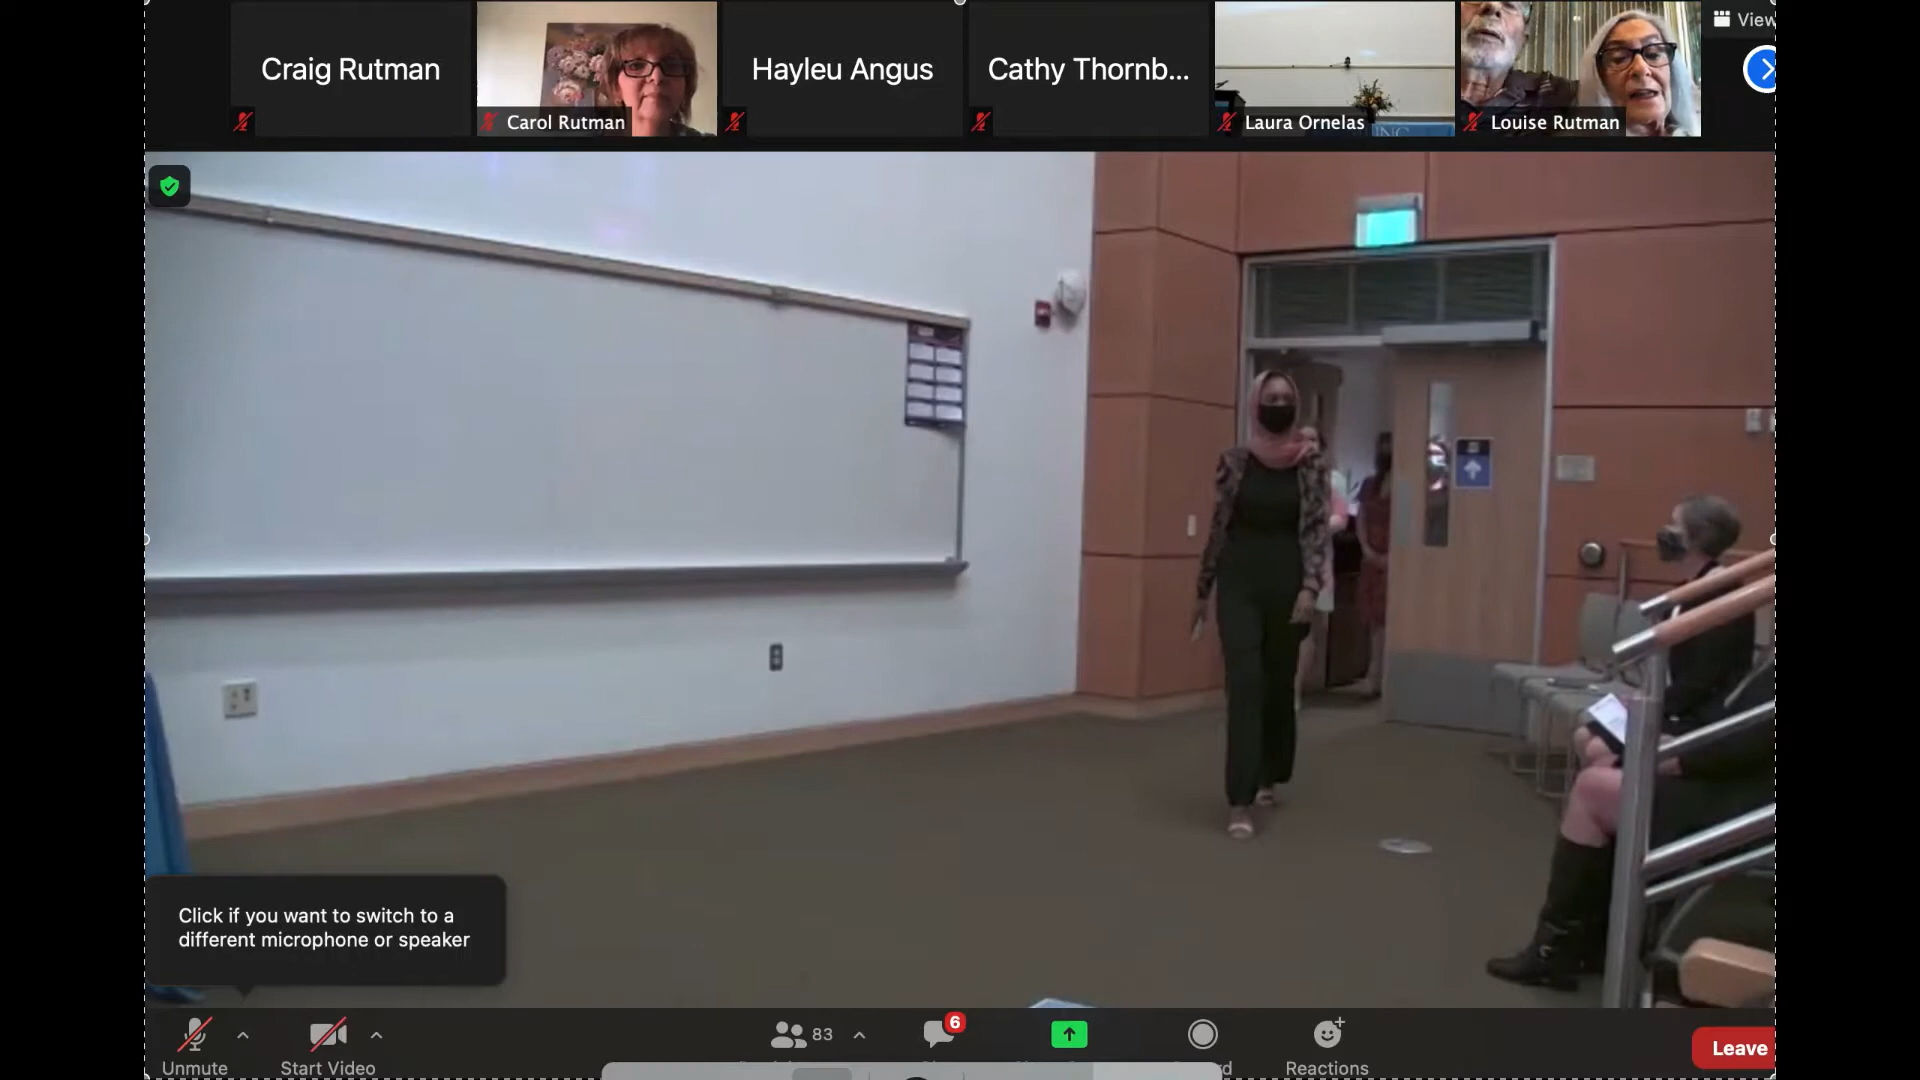 Craig Rutman
Carol Rutman
Hayleu Angus
Cathy Thornb...
Laura Ornelas
Louise Rutman
View
Click if you want to switch to a
different microphone or speaker
Unmute
Start Video
83
6
Reactions
Leave